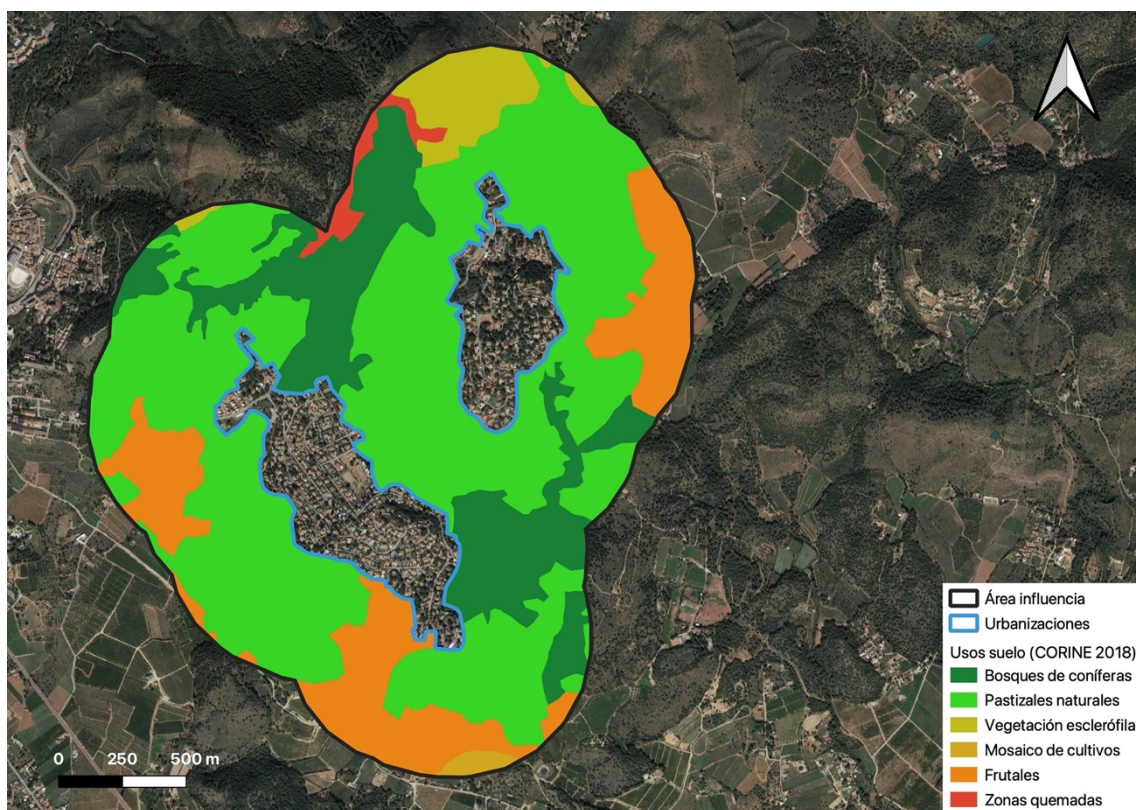 Área influencia
Urbanizaciones
Usos suelo (CORINE 2018)
Bosques de coníferas
Pastizales naturales
Vegetación esclerófila
Mosaico de cultivos
Frutales
Zonas quemadas
0 250 500 m